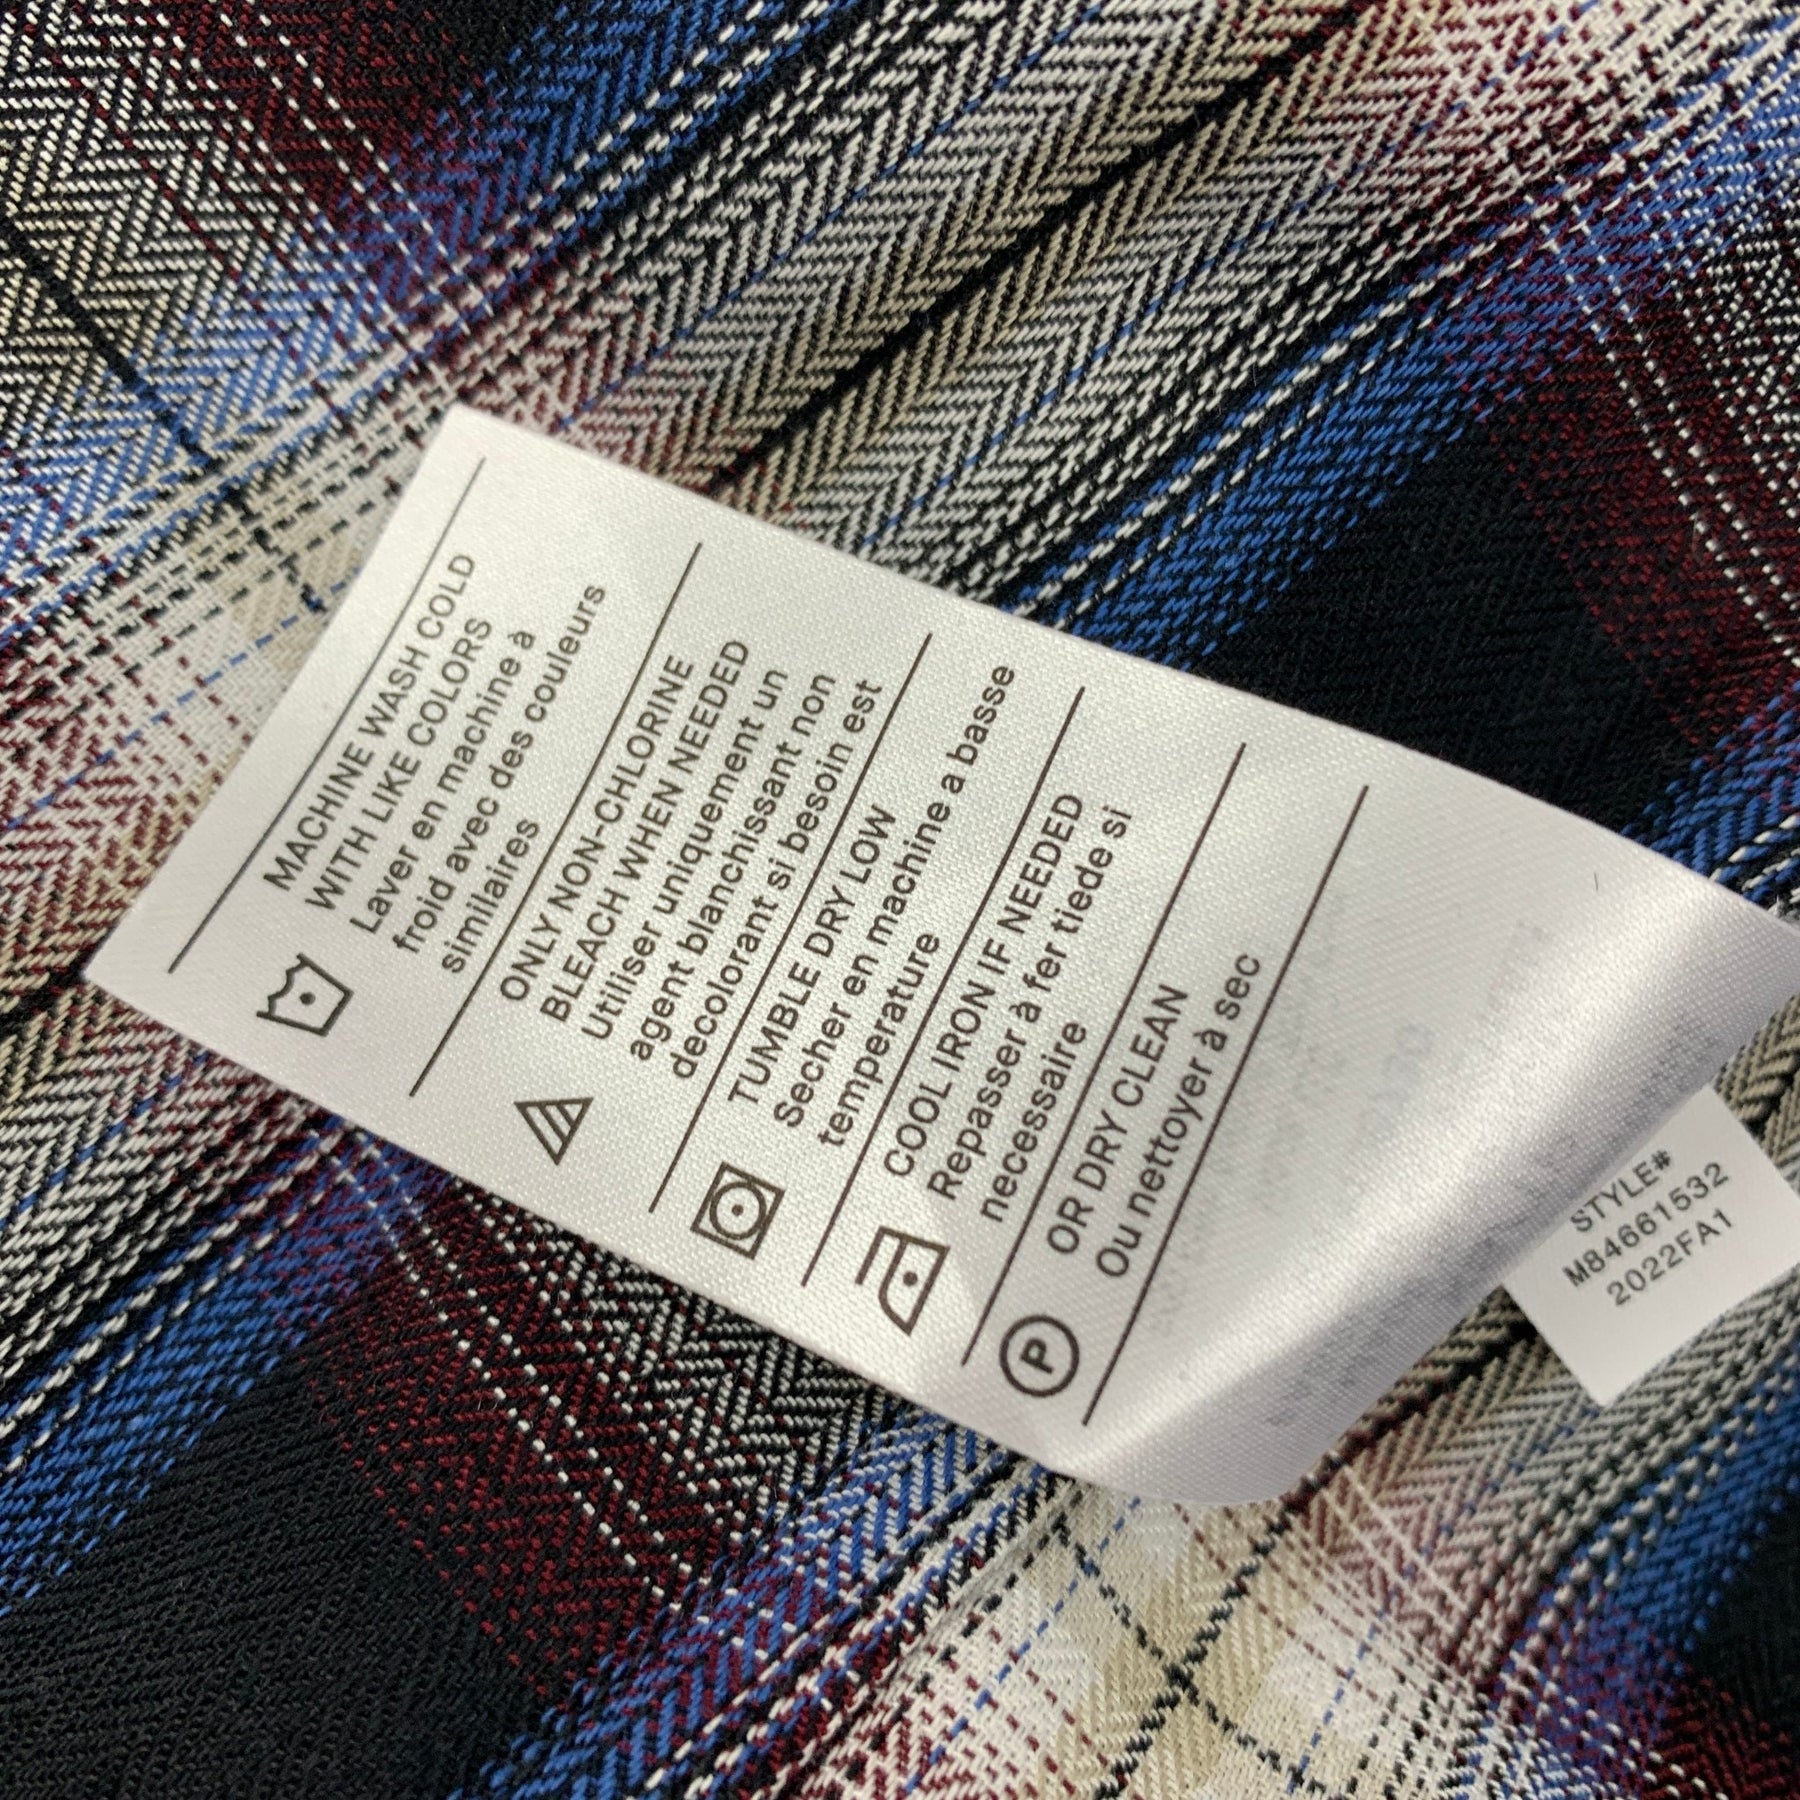 MACHINE WASH COLD
WITH LIKE COLORS
Laver en machine à
froid avec des couleurs
similaires
ONLY NON-CHLORINE
BLEACH WHEN NEEDED
Utiliser uniquement un
agent blanchissant non
decolorant si besoin est
TUMBLE DRY LOW
Secher en machine a basse
temperature
COOL IRON IF NEEDED
Repasser à fer tiede si
necessaire
P
OR DRY CLEAN
Ou nettoyer à sec
STYLE#
M84661532
2022FA1